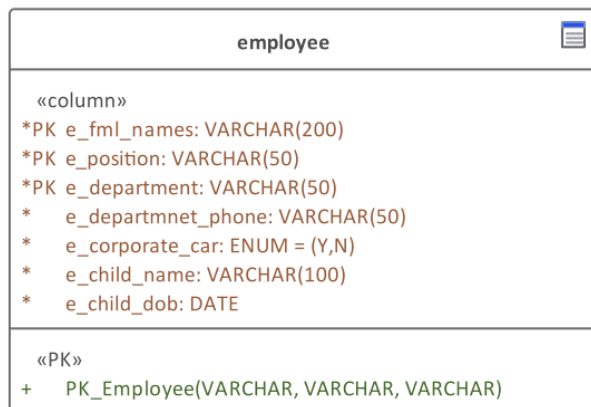 employee
«column»
*PK e_fml_names: VARCHAR(200)
*PK e_position: VARCHAR(50)
*PK e_department: VARCHAR(50)
* e_departmnet_phone: VARCHAR(50)
* e_corporate_car: ENUM = (Y,N)
* e_child_name: VARCHAR(100)
* e_child_dob: DATE
«PK»
+ PK_Employee(VARCHAR, VARCHAR, VARCHAR)